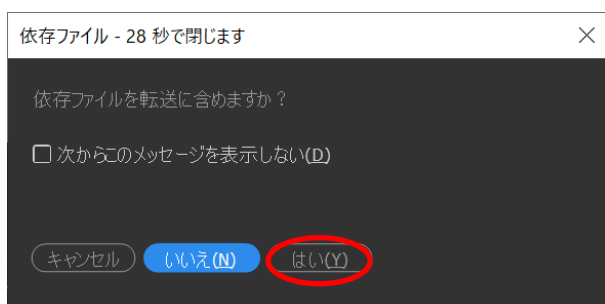 依存ファイル - 28 秒で閉じます
依存ファイルを転送に含めますか？
次からこのメッセージを表示しない(D)
キャンセル いいえ(N) はい(Y)